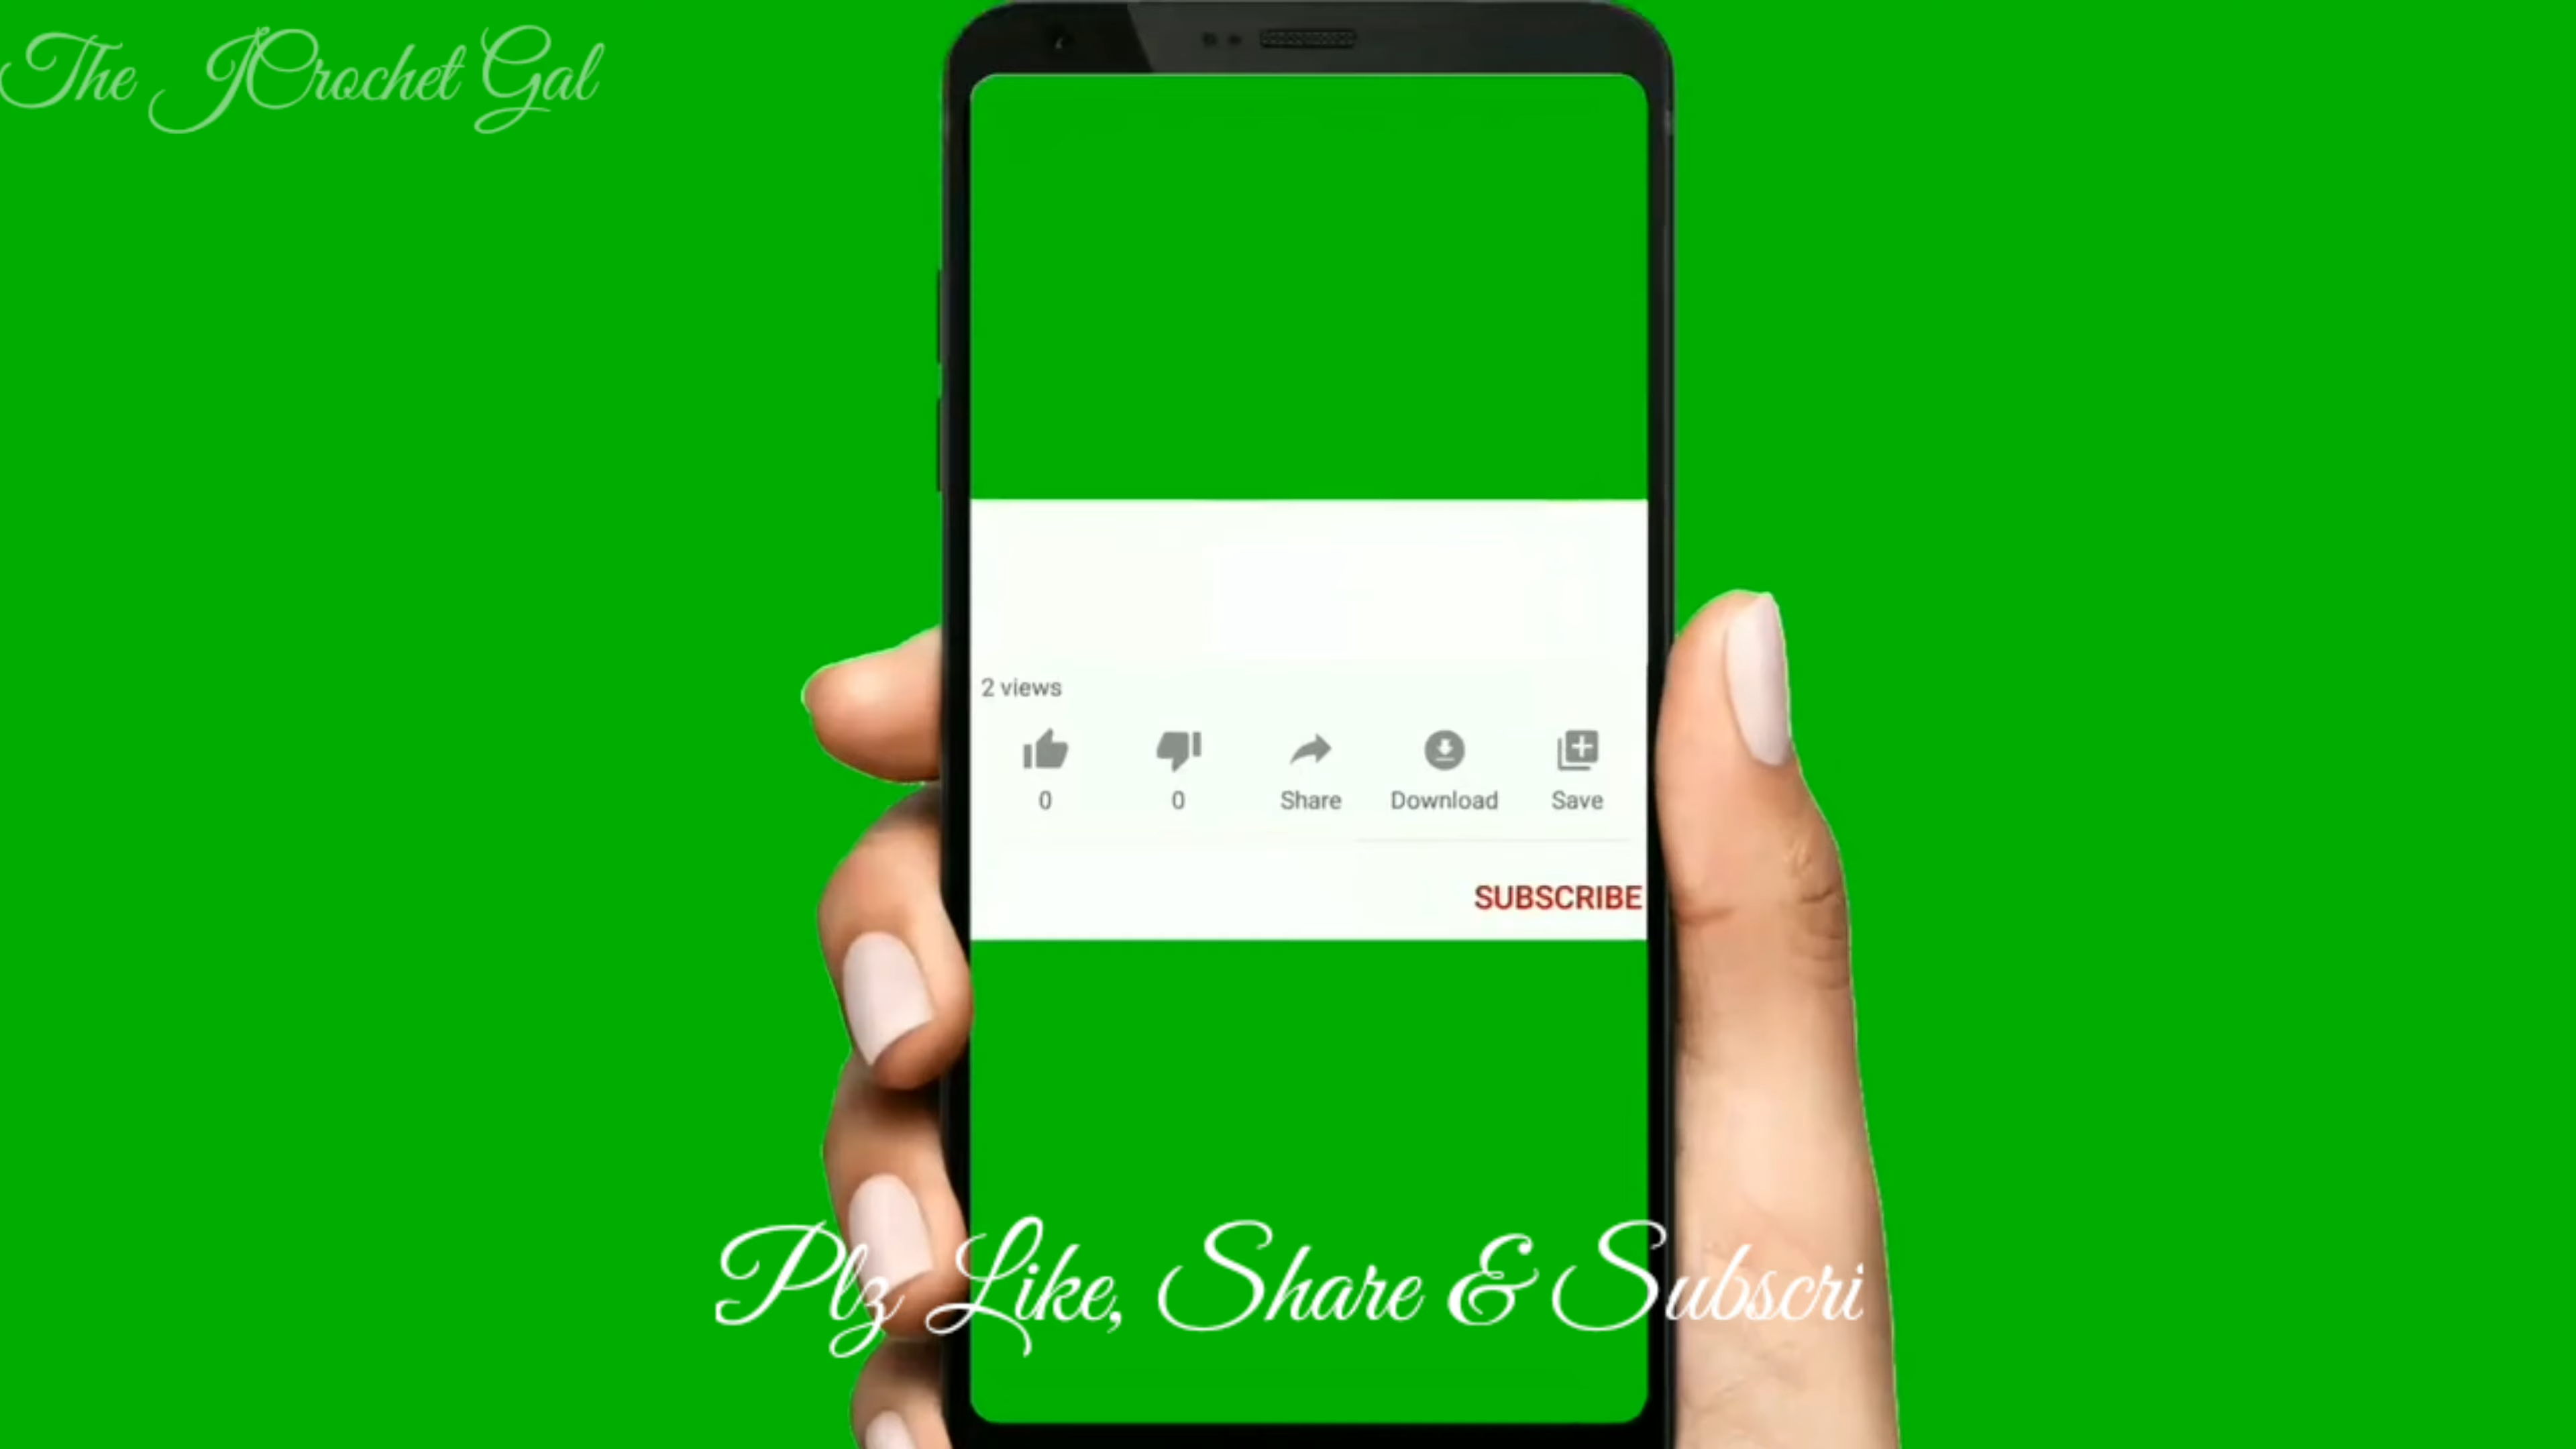 The JCrochet Gal
2 views
0 0 Share Download Save
SUBSCRIBE
Plz Like, Share & Subscri